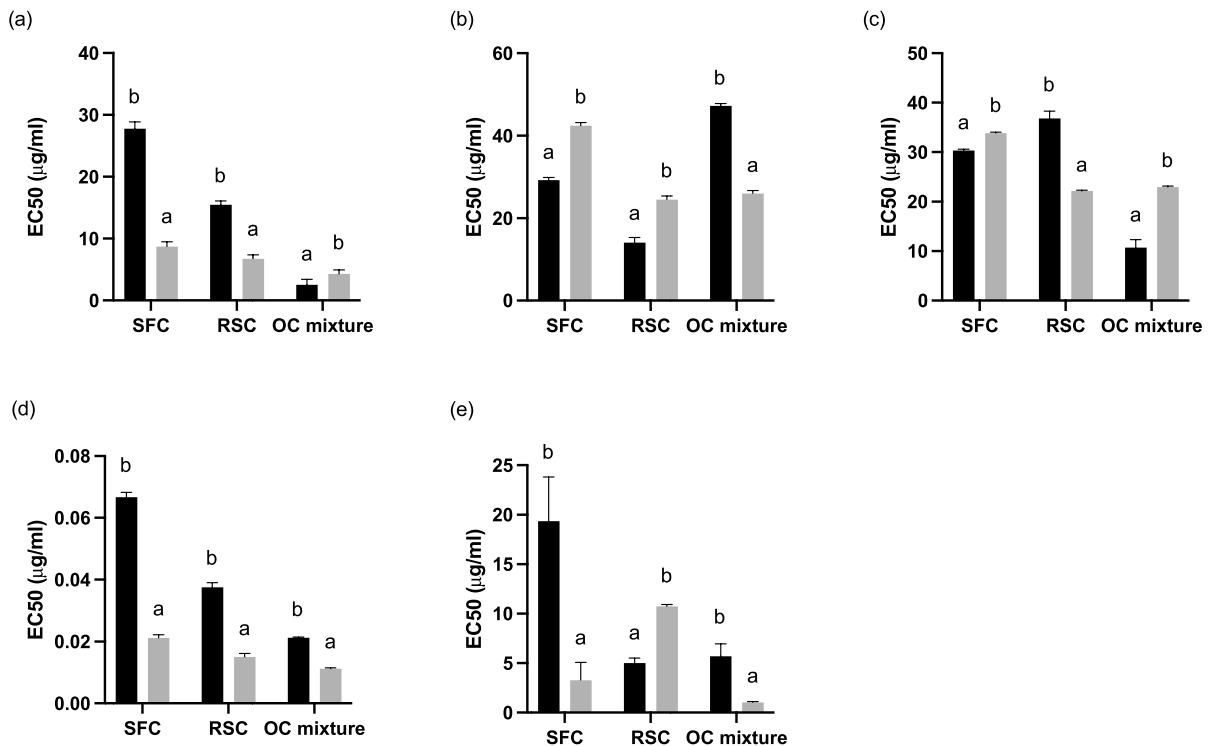 (a)
40
30
20
10
0
EC50 (μg/ml)
b
a
b
a
a
b
SFC RSC OC mixture
(b)
60
40
20
0
EC50 (μg/ml)
a
b
a
b
b
a
SFC RSC OC mixture
(c)
50
40
30
20
10
0
EC50 (μg/ml)
a
b
b
a
a
b
SFC RSC OC mixture
(d)
0.08
0.06
0.04
0.02
0.00
EC50 (μg/ml)
b
a
b
a
b
a
SFC RSC OC mixture
(e)
25
20
15
10
5
0
EC50 (μg/ml)
b
a
a
b
b
a
SFC RSC OC mixture